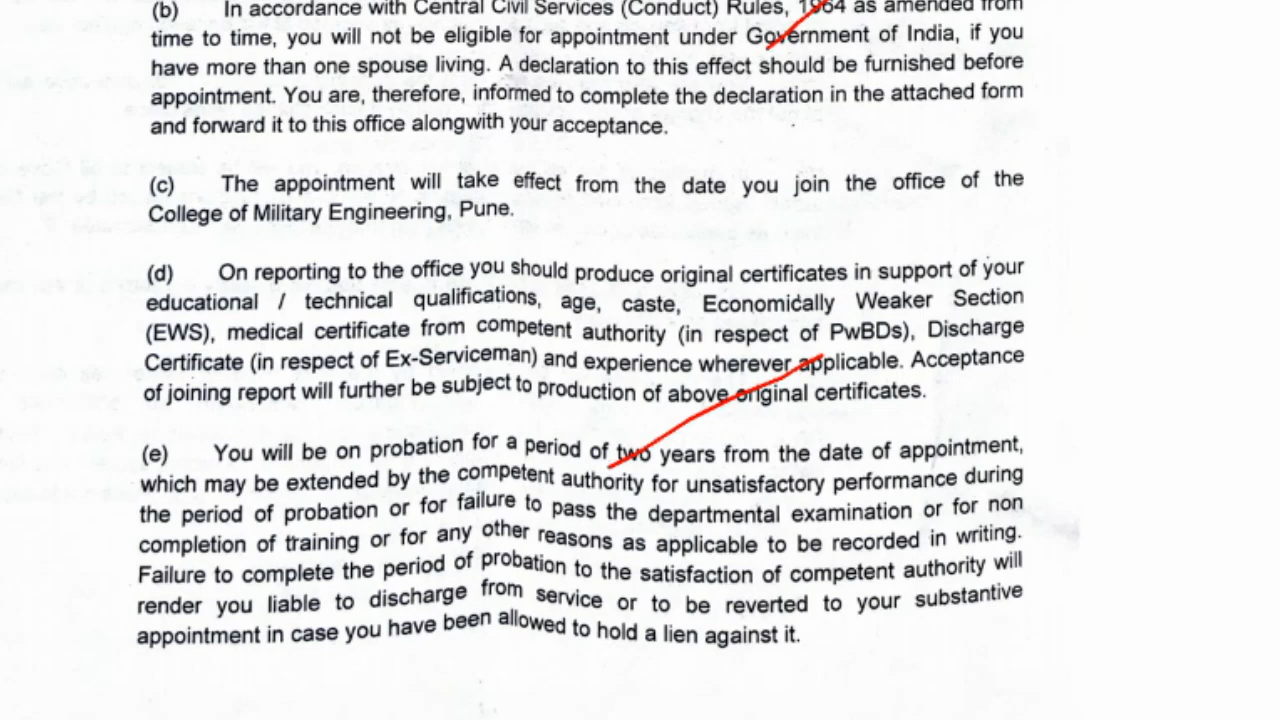 (b) In accordance with Central Civil Services (Conduct) Rules, 1964 as amended from
time to time, you will not be eligible for appointment under Government of India, if you
have more than one spouse living. A declaration to this effect should be furnished before
appointment. You are, therefore, informed to complete the declaration in the attached form
and forward it to this office alongwith your acceptance.
(c) The appointment will take effect from the date you join the office of the
College of Military Engineering, Pune.
(d) On reporting to the office you should produce original certificates in support of your
educational / technical qualifications, age, caste, Economically Weaker Section
(EWS), medical certificate from competent authority (in respect of PwBDs), Discharge
Certificate (in respect of Ex-Serviceman) and experience wherever applicable. Acceptance
of joining report will further be subject to production of above original certificates.
(e) You will be on probation for a period of two years from the date of appointment,
which may be extended by the competent authority for unsatisfactory performance during
the period of probation or for failure to pass the departmental examination or for non
completion of training or for any other reasons as applicable to be recorded in writing.
Failure to complete the period of probation to the satisfaction of competent authority will
render you liable to discharge from service or to be reverted to your substantive
appointment in case you have been allowed to hold a lien against it.